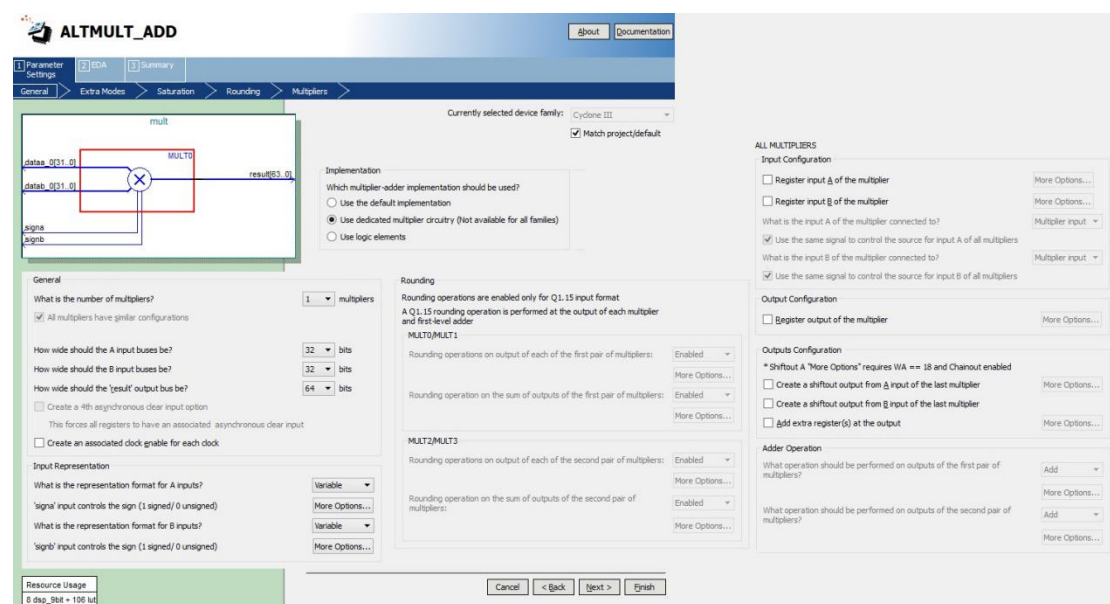 ALTMULT_ADD
About
Documentation
1 Parameter Settings
2 EDA
3 Summary
General
Extra Modes
Saturation
Rounding
Multipliers
Currently selected device family:
Cyclone III
Match project/default
mult
MULT0
dataa_0[31..0]
result[63..0]
datab_0[31..0]
signa
signb
Implementation
Which multiplier-adder implementation should be used?
Use the default implementation
Use dedicated multiplier circuitry (Not available for all families)
Use logic elements
General
What is the number of multipliers?
1 multipliers
All multipliers have similar configurations
How wide should the A input buses be?
32 bits
How wide should the B input buses be?
32 bits
How wide should the 'result' output bus be?
64 bits
Create a 4th asynchronous clear input option
This forces all registers to have an associated asynchronous clear input
Create an associated clock enable for each clock
Input Representation
What is the representation format for A inputs?
Variable
'signa' input controls the sign (1 signed/ 0 unsigned)
More Options...
What is the representation format for B inputs?
Variable
'signb' input controls the sign (1 signed/ 0 unsigned)
More Options...
Resource Usage
8 dsp_9bit + 106 lut
Rounding
Rounding operations are enabled only for Q1.15 input format
A Q1.15 rounding operation is performed at the output of each multiplier
and first-level adder
MULT0/MULT1
Rounding operations on output of each of the first pair of multipliers:
Enabled
More Options...
Rounding operation on the sum of outputs of the first pair of multipliers:
Enabled
More Options...
MULT2/MULT3
Rounding operations on output of each of the second pair of multipliers:
Enabled
More Options...
Rounding operation on the sum of outputs of the second pair of
multipliers:
Enabled
More Options...
Cancel
< Back
Next >
Finish
ALL MULTIPLIERS
Input Configuration
Register input A of the multiplier
More Options...
Register input B of the multiplier
More Options...
What is the input A of the multiplier connected to?
Multiplier input
Use the same signal to control the source for input A of all multipliers
What is the input B of the multiplier connected to?
Multiplier input
Use the same signal to control the source for input B of all multipliers
Output Configuration
Register output of the multiplier
More Options...
Outputs Configuration
* Shiftout A "More Options" requires WA == 18 and Chainout enabled
Create a shiftout output from A input of the last multiplier
More Options...
Create a shiftout output from B input of the last multiplier
Add extra register(s) at the output
More Options...
Adder Operation
What operation should be performed on outputs of the first pair of
multipliers?
Add
More Options...
What operation should be performed on outputs of the second pair of
multipliers?
Add
More Options...